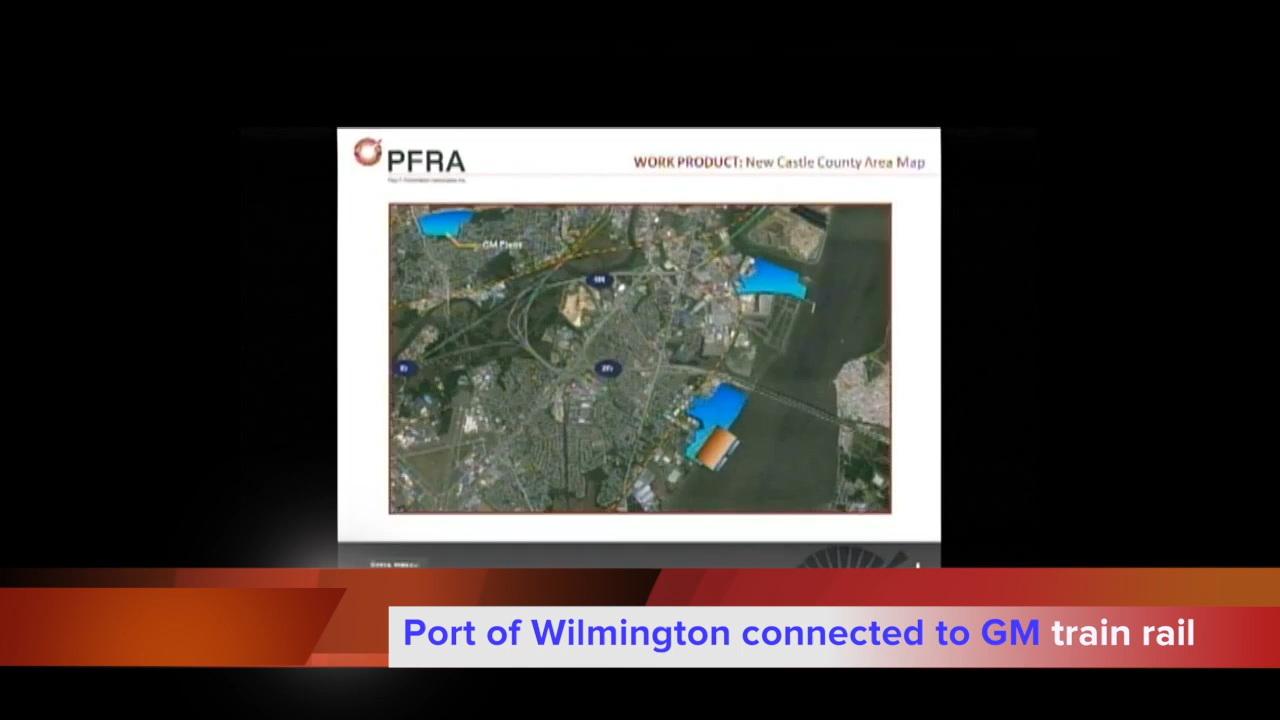 PFRA
WORK PRODUCT: New Castle County Area Map
GM Plant
Port of Wilmington connected to GM train rail